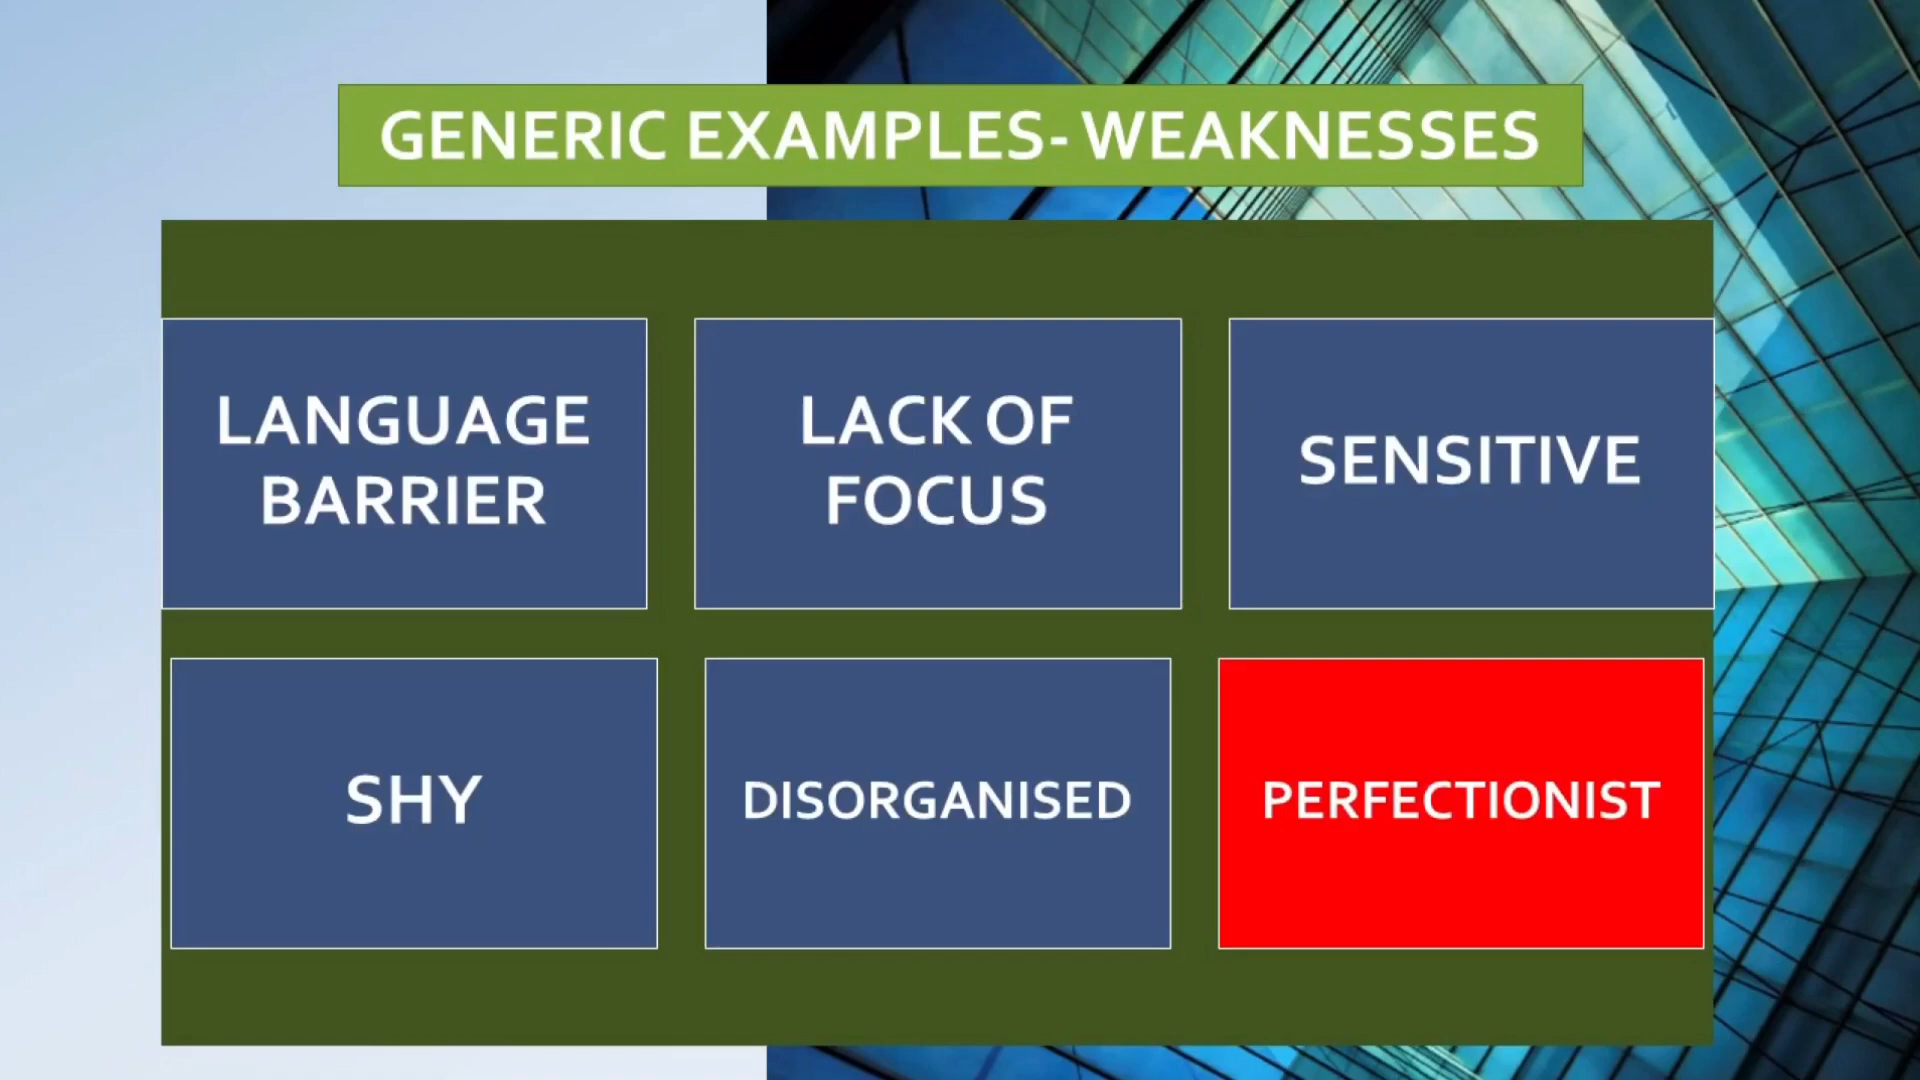 GENERIC EXAMPLES- WEAKNESSES
LANGUAGE
BARRIER
LACK OF
FOCUS
SENSITIVE
SHY
DISORGANISED
PERFECTIONIST